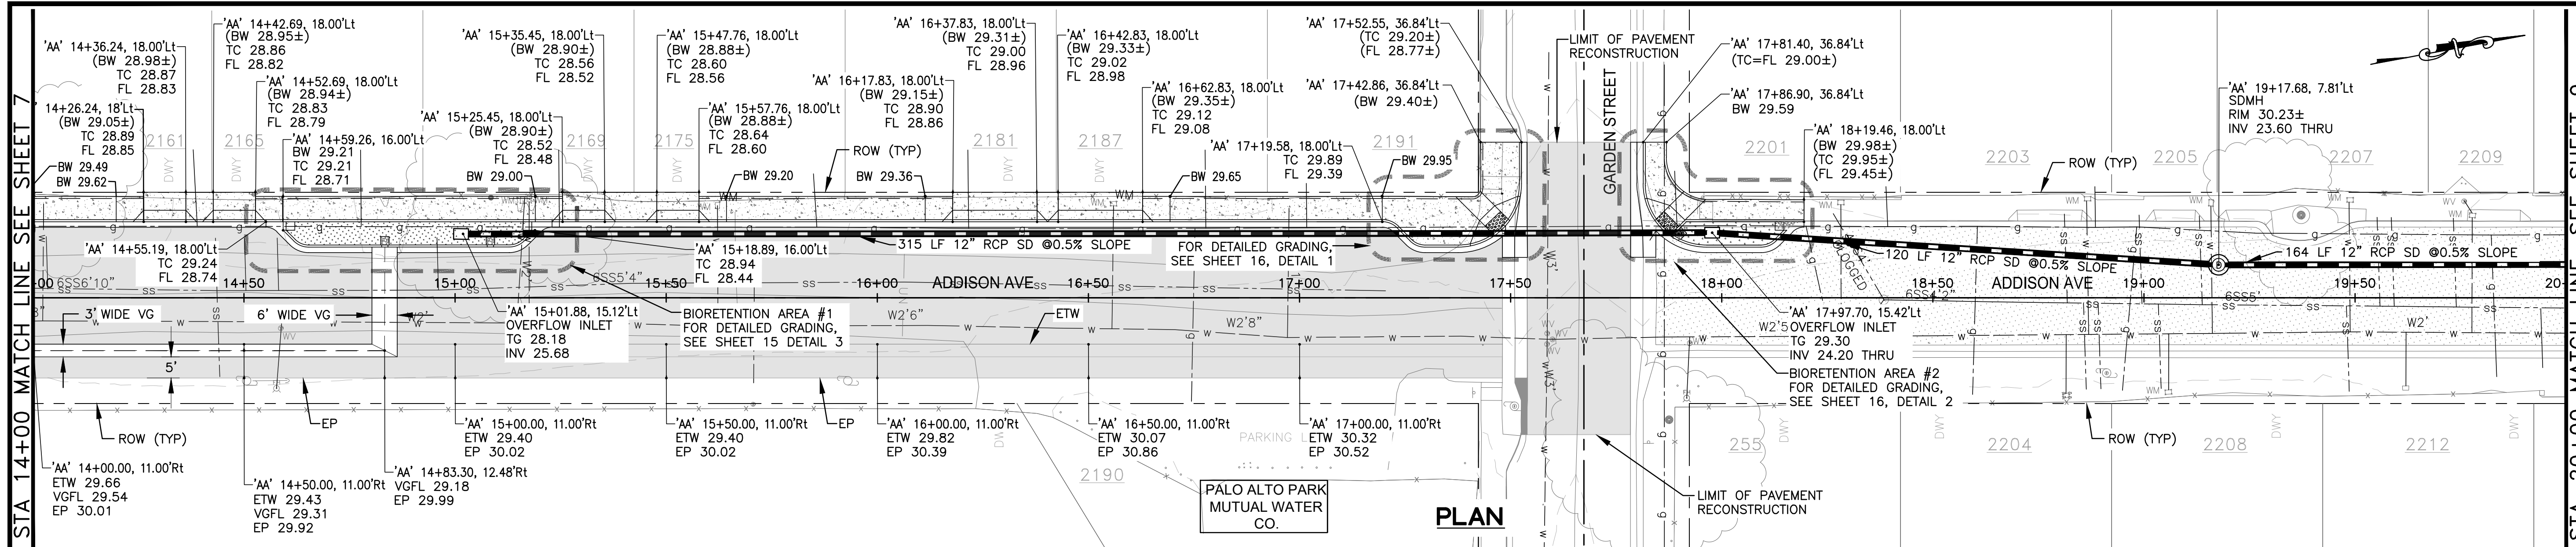 STA 14+00 MATCH LINE SEE SHEET 7
'AA' 14+36.24, 18.00'Lt
(BW 28.98±)
TC 28.87
FL 28.83
'AA' 14+42.69, 18.00'Lt
(BW 28.95±)
TC 28.86
FL 28.82
' 14+26.24, 18'Lt
(BW 29.05±)
TC 28.89
FL 28.85
BW 29.49
BW 29.62
'AA' 14+52.69, 18.00'Lt
(BW 28.94±)
TC 28.83
FL 28.79
'AA' 14+59.26, 16.00'Lt
BW 29.21
TC 29.21
FL 28.71
'AA' 15+35.45, 18.00'Lt
(BW 28.90±)
TC 28.56
FL 28.52
'AA' 15+25.45, 18.00'Lt
(BW 28.90±)
TC 28.52
FL 28.48
BW 29.00
'AA' 15+47.76, 18.00'Lt
(BW 28.88±)
TC 28.60
FL 28.56
'AA' 15+57.76, 18.00'Lt
(BW 28.88±)
TC 28.64
FL 28.60
BW 29.20
'AA' 16+37.83, 18.00'Lt
(BW 29.31±)
TC 29.00
FL 28.96
'AA' 16+17.83, 18.00'Lt
(BW 29.15±)
TC 28.90
FL 28.86
ROW (TYP)
BW 29.36
'AA' 16+42.83, 18.00'Lt
(BW 29.33±)
TC 29.02
FL 28.98
'AA' 16+62.83, 18.00'Lt
(BW 29.35±)
TC 29.12
FL 29.08
BW 29.65
'AA' 17+52.55, 36.84'Lt
(TC 29.20±)
(FL 28.77±)
'AA' 17+42.86, 36.84'Lt
(BW 29.40±)
'AA' 17+19.58, 18.00'Lt
TC 29.89
FL 29.39
BW 29.95
LIMIT OF PAVEMENT
RECONSTRUCTION
GARDEN STREET
'AA' 17+81.40, 36.84'Lt
(TC=FL 29.00±)
'AA' 17+86.90, 36.84'Lt
BW 29.59
'AA' 18+19.46, 18.00'Lt
(BW 29.98±)
(TC 29.95±)
(FL 29.45±)
'AA' 19+17.68, 7.81'Lt
SDMH
RIM 30.23±
INV 23.60 THRU
ROW (TYP)
2161
DWY
2165
DWY
2169
2175
DWY
2181
DWY
2187
DWY
2191
2201
DWY
2203
2205
DWY
2207
DWY
2209
'AA' 14+55.19, 18.00'Lt
TC 29.24
FL 28.74
'AA' 15+18.89, 16.00'Lt
TC 28.94
FL 28.44
315 LF 12" RCP SD @0.5% SLOPE
FOR DETAILED GRADING,
SEE SHEET 16, DETAIL 1
PLUGGED
120 LF 12" RCP SD @0.5% SLOPE
164 LF 12" RCP SD @0.5% SLOPE
6SS6'10"
6SS5'4"
6SS4'2"
6SS5'
14+50
15+00
15+50
16+00
ADDISON AVE
16+50
17+00
17+50
18+00
18+50
ADDISON AVE
19+00
19+50
20+
3' WIDE VG
6' WIDE VG
5'
'AA' 15+01.88, 15.12'Lt
OVERFLOW INLET
TG 28.18
INV 25.68
BIORETENTION AREA #1
FOR DETAILED GRADING,
SEE SHEET 15 DETAIL 3
W2'6"
W2'8"
ETW
W3'
W3'
'AA' 17+97.70, 15.42'Lt
OVERFLOW INLET
TG 29.30
INV 24.20 THRU
W2'5
W2'
BIORETENTION AREA #2
FOR DETAILED GRADING,
SEE SHEET 16, DETAIL 2
ROW (TYP)
EP
EP
'AA' 14+00.00, 11.00'Rt
ETW 29.66
VGFL 29.54
EP 30.01
'AA' 14+50.00, 11.00'Rt
ETW 29.43
VGFL 29.31
EP 29.92
'AA' 14+83.30, 12.48'Rt
VGFL 29.18
EP 29.99
'AA' 15+00.00, 11.00'Rt
ETW 29.40
EP 30.02
'AA' 15+50.00, 11.00'Rt
ETW 29.40
EP 30.02
'AA' 16+00.00, 11.00'Rt
ETW 29.82
EP 30.39
'AA' 16+50.00, 11.00'Rt
ETW 30.07
EP 30.86
'AA' 17+00.00, 11.00'Rt
ETW 30.32
EP 30.52
2190
PALO ALTO PARK
MUTUAL WATER
CO.
PLAN
LIMIT OF PAVEMENT
RECONSTRUCTION
255
DWY
2204
DWY
ROW (TYP)
2208
DWY
2212
DWY